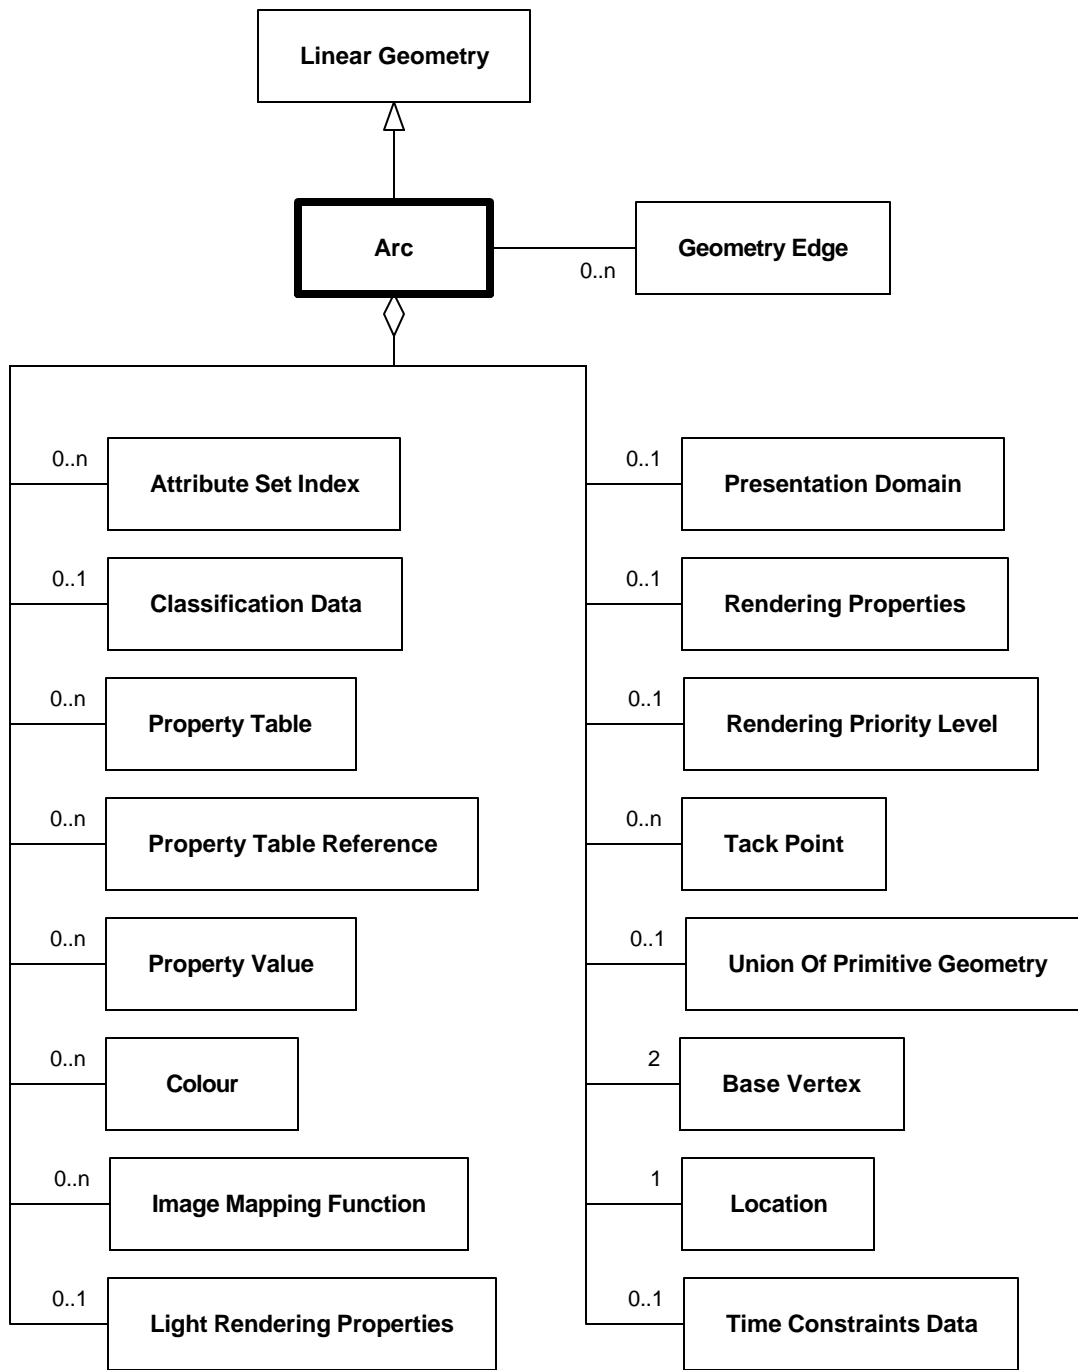 Linear Geometry
Arc
0..n
Geometry Edge
0..n
Attribute Set Index
0..1
Presentation Domain
0..1
Classification Data
0..1
Rendering Properties
0..n
Property Table
0..1
Rendering Priority Level
0..n
Property Table Reference
0..n
Tack Point
0..n
Property Value
0..1
Union Of Primitive Geometry
0..n
Colour
2
Base Vertex
0..n
Image Mapping Function
1
Location
0..1
Light Rendering Properties
0..1
Time Constraints Data